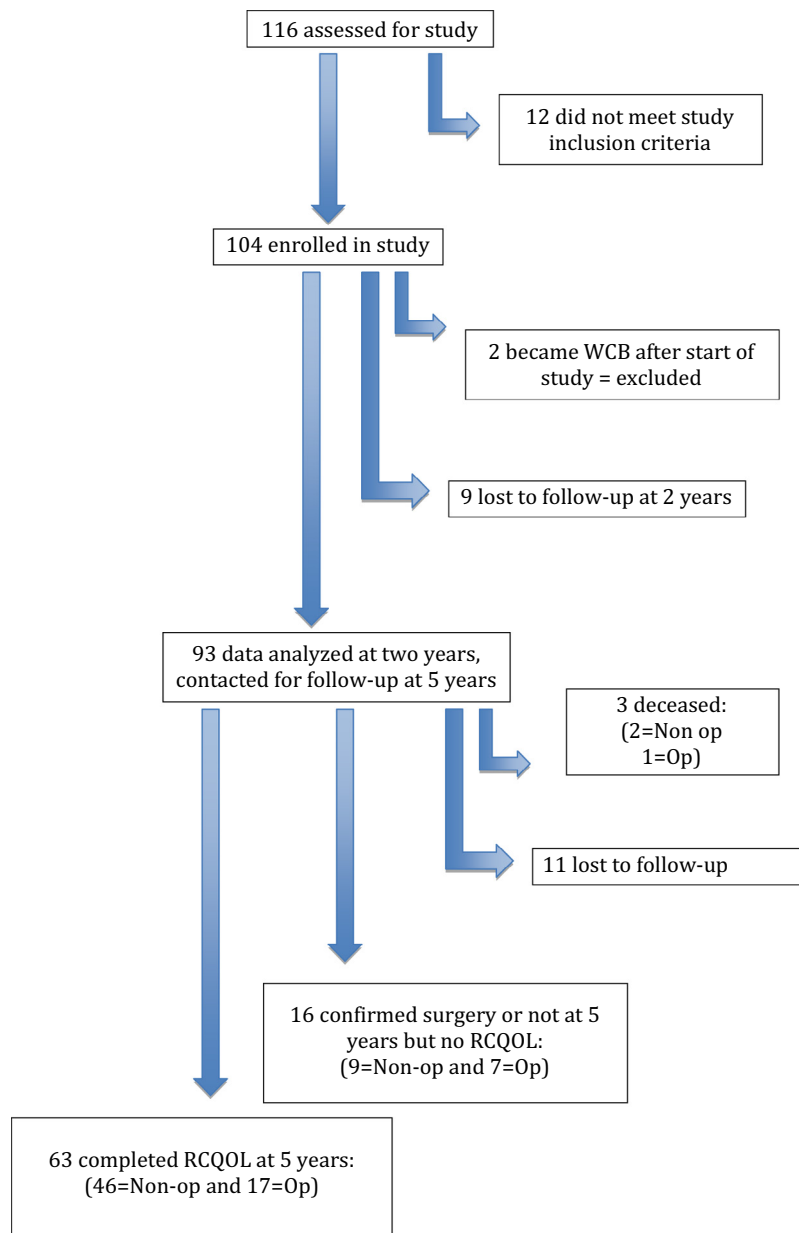 116 assessed for study
12 did not meet study
inclusion criteria
104 enrolled in study
2 became WCB after start of
study = excluded
9 lost to follow-up at 2 years
93 data analyzed at two years,
contacted for follow-up at 5 years
3 deceased:
(2=Non op
1=Op)
11 lost to follow-up
16 confirmed surgery or not at 5
years but no RCQOL:
(9=Non-op and 7=Op)
63 completed RCQOL at 5 years:
(46=Non-op and 17=Op)